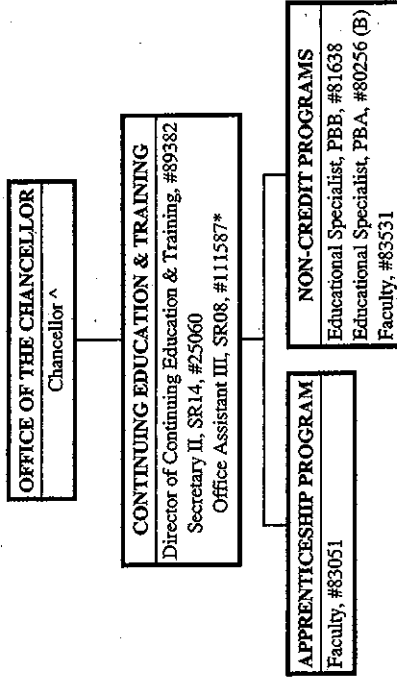 OFFICE OF THE CHANCELLOR
Chancellor ^
CONTINUING EDUCATION & TRAINING
Director of Continuing Education & Training, #89382
Secretary II, SR14, #25060
Office Assistant III, SR08, #111587*
APPRENTICESHIP PROGRAM
Faculty, #83051
NON-CREDIT PROGRAMS
Educational Specialist, PBB, #81638
Educational Specialist, PBA, #80256 (B)
Faculty, #83531